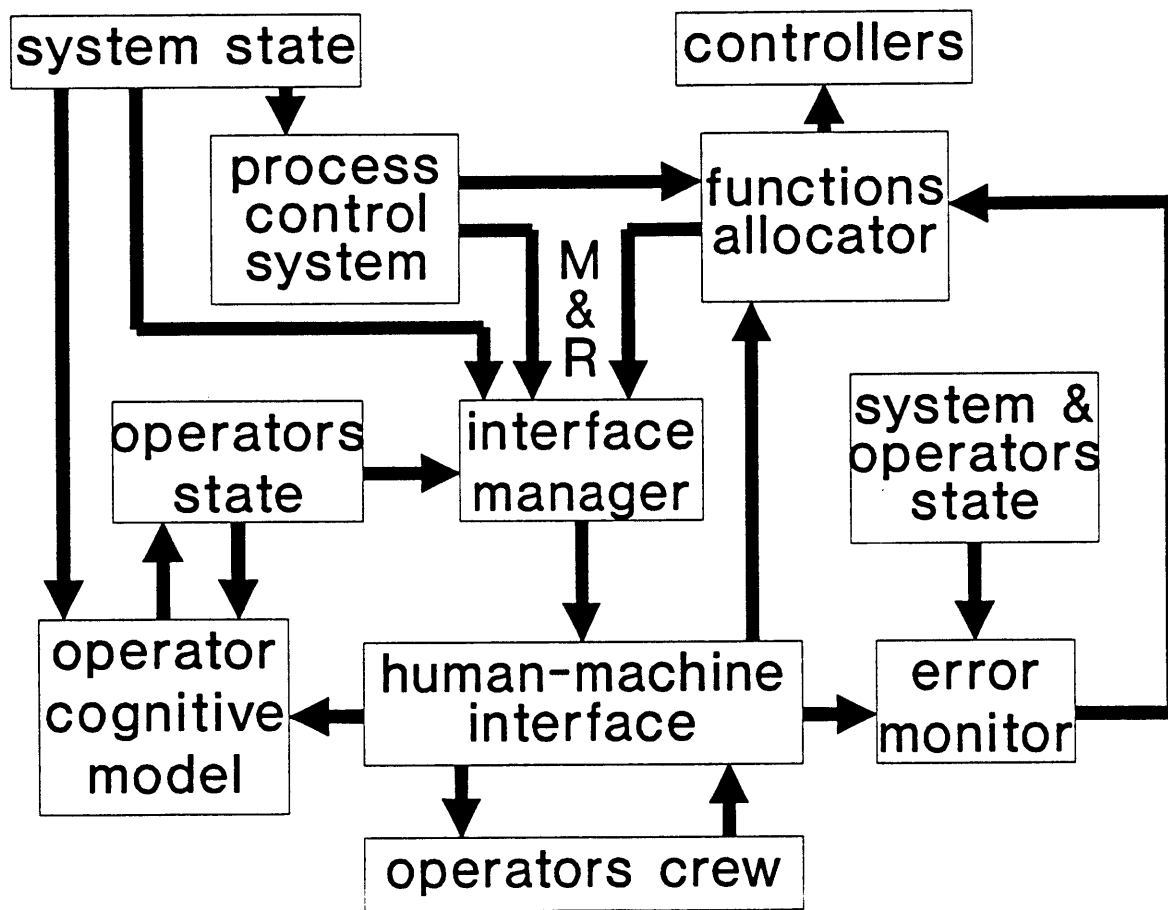 system state
controllers
process
control
system
functions
allocator
M
&
R
operators
state
interface
manager
system &
operators
state
operator
cognitive
model
human-machine
interface
error
monitor
operators crew